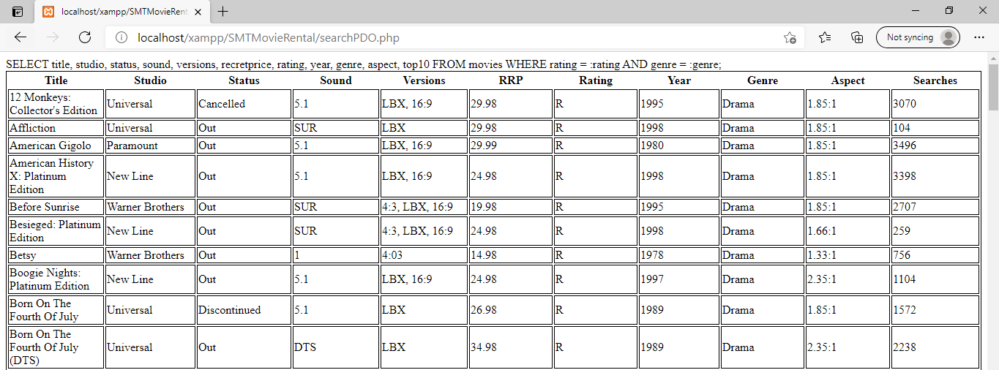 localhost/xampp/SMTMovieRent
localhost/xampp/SMTMovieRental/searchPDO.php
Not syncing
SELECT title, studio, status, sound, versions, recretprice, rating, year, genre, aspect, top10 FROM movies WHERE rating = :rating AND genre = :genre;
Title Studio Status Sound Versions RRP Rating Year Genre Aspect Searches
12 Monkeys:
Collector's Edition Universal Cancelled 5.1 LBX, 16:9 29.98 R 1995 Drama 1.85:1 3070
Affliction Universal Out SUR LBX 29.98 R 1998 Drama 1.85:1 104
American Gigolo Paramount Out 5.1 LBX, 16:9 29.99 R 1980 Drama 1.85:1 3496
American History
X: Platinum New Line Out 5.1 LBX, 16:9 24.98 R 1998 Drama 1.85:1 3398
Edition
Before Sunrise Warner Brothers Out SUR 4:3, LBX, 16:9 19.98 R 1995 Drama 1.85:1 2707
Besieged: Platinum
Edition New Line Out SUR 4:3, LBX, 16:9 24.98 R 1998 Drama 1.66:1 259
Betsy Warner Brothers Out 1 4:03 14.98 R 1978 Drama 1.33:1 756
Boogie Nights:
Platinum Edition New Line Out 5.1 LBX, 16:9 24.98 R 1997 Drama 2.35:1 1104
Born On The
Fourth Of July Universal Discontinued 5.1 LBX 26.98 R 1989 Drama 1.85:1 1572
Born On The
Fourth Of July Universal Out DTS LBX 34.98 R 1989 Drama 2.35:1 2238
(DTS)